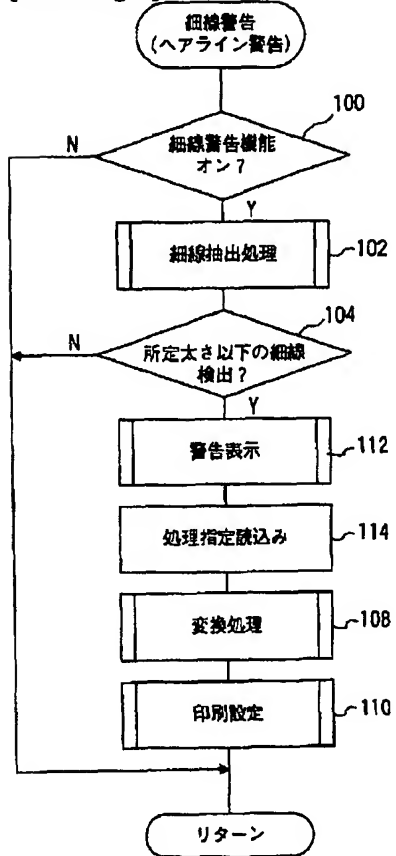 細線警告
(ヘアライン警告)
100
細線警告機能
オン?
N
Y
細線抽出処理
102
104
所定太さ以下の細線
検出?
N
Y
警告表示
112
処理指定読込み
114
変換処理
108
印刷設定
110
リターン